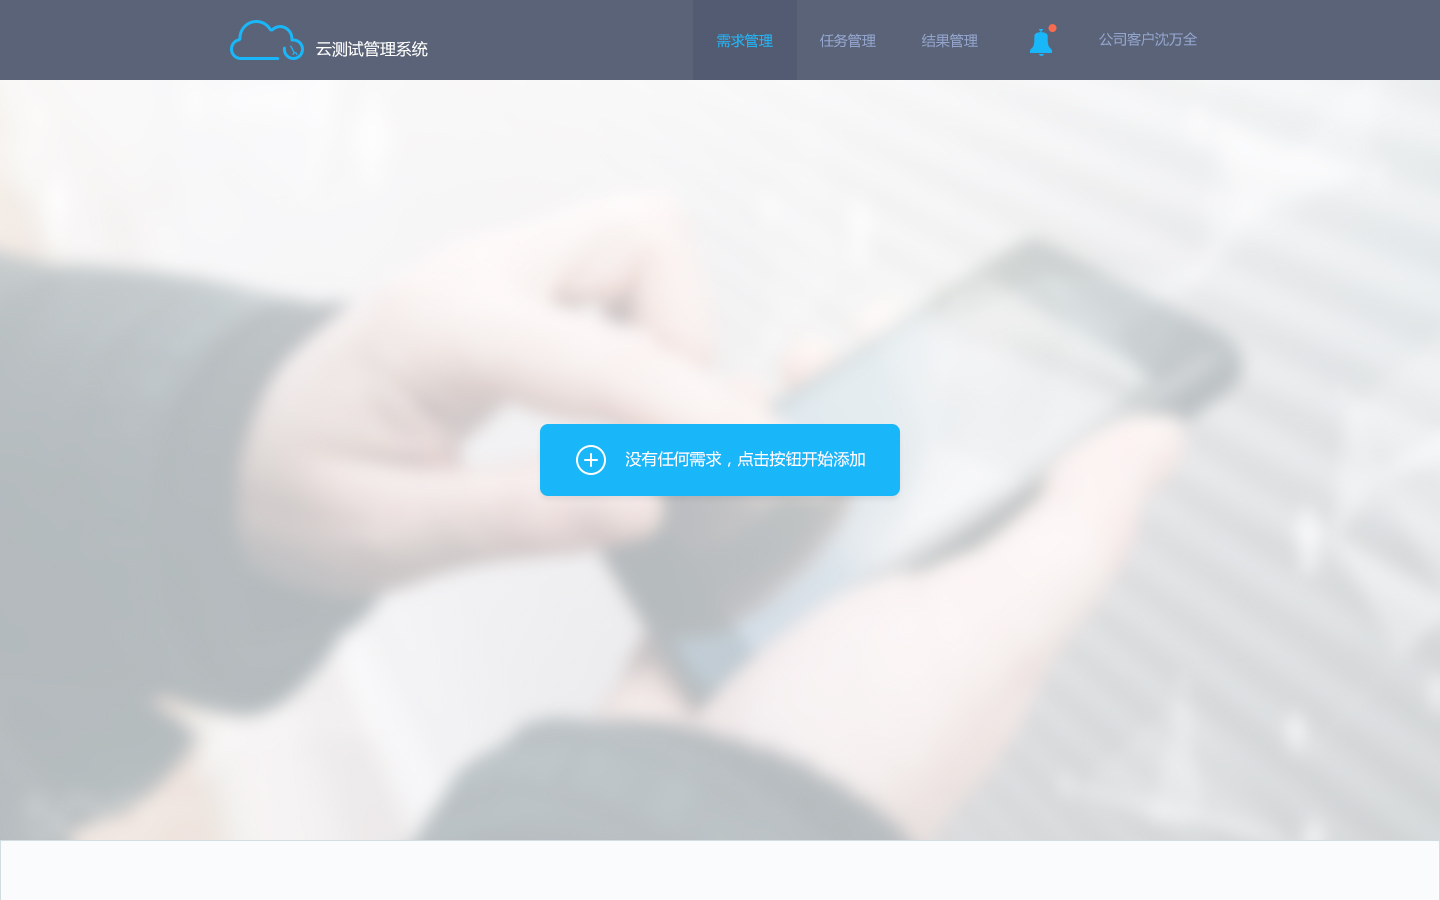 云测试管理系统
需求管理
任务管理
结果管理
公司客户沈万全
没有任何需求，点击按钮开始添加